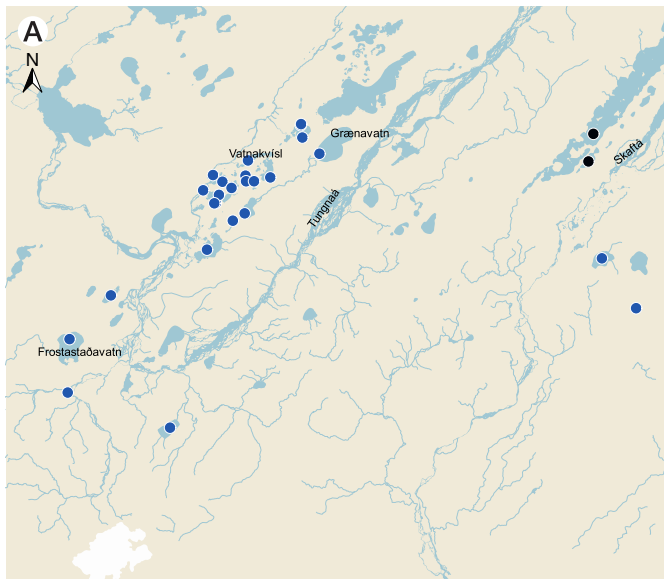 A
N
Grænavatn
Vatnakvísl
Skaftá
Tungnaá
Frostastaðavatn